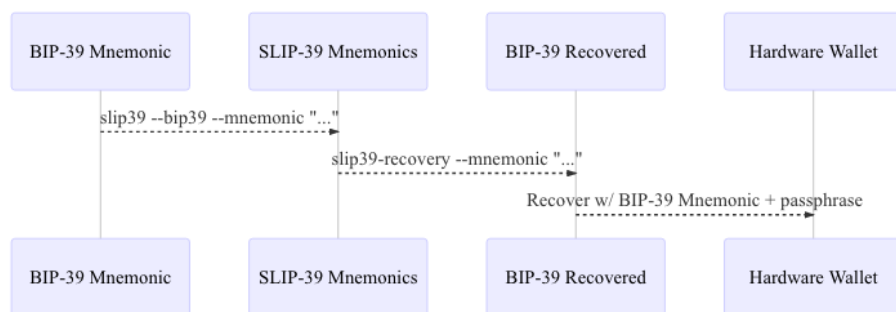 BIP-39 Mnemonic
SLIP-39 Mnemonics
BIP-39 Recovered
Hardware Wallet
slip39 --bip39 --mnemonic "..."
slip39-recovery --mnemonic "..."
Recover w/ BIP-39 Mnemonic + passphrase
BIP-39 Mnemonic
SLIP-39 Mnemonics
BIP-39 Recovered
Hardware Wallet